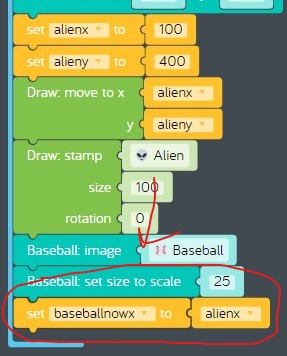 set alienx to 100
set alieny to 400
Draw: move to x alienx
y alieny
Draw: stamp Alien
size 100
rotation 0
Baseball: image Baseball
Baseball: set size to scale 25
set baseballnowx to alienx